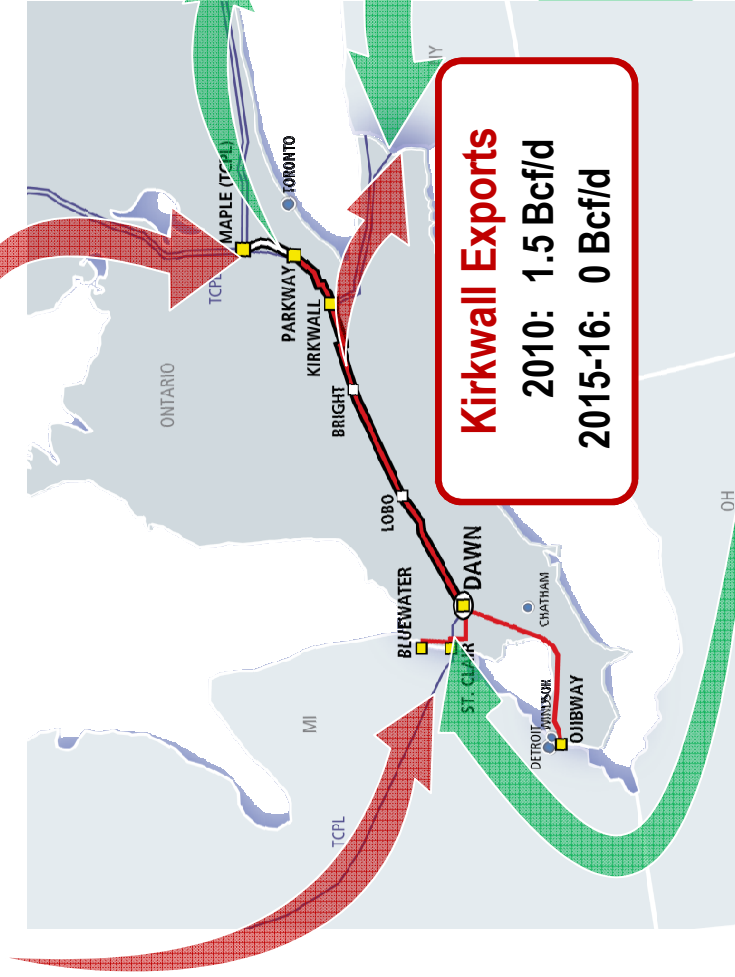 Kirkwall Exports
2010: 1.5 Bcf/d
2015-16: 0 Bcf/d
MAPLE (TCPL)
TORONTO
TCPL
PARKWAY
KIRKWALL
ONTARIO
BRIGHT
LOBO
DAWN
BLUEWATER
ST. CLAIR
CHATHAM
MI
DETROIT
WINDSOR
OJIBWAY
TCPL
OH